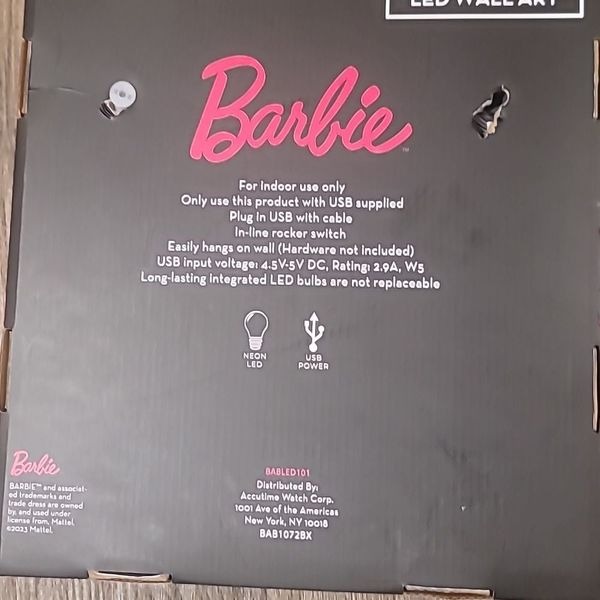 LED WALL ART
Barbie™
For indoor use only
Only use this product with USB supplied
Plug in USB with cable
In-line rocker switch
Easily hangs on wall (Hardware not included)
USB input voltage: 4.5V-5V DC, Rating: 2.9A, W5
Long-lasting integrated LED bulbs are not replaceable
NEON
LED
USB
POWER
Barbie
BARBIE™ and associat-
ed trademarks and
trade dress are owned
by, and used under
license from, Mattel.
©2023 Mattel.
BABLED101
Distributed By:
Accutime Watch Corp.
1001 Ave of the Americas
New York, NY 10018
BAB1072BX